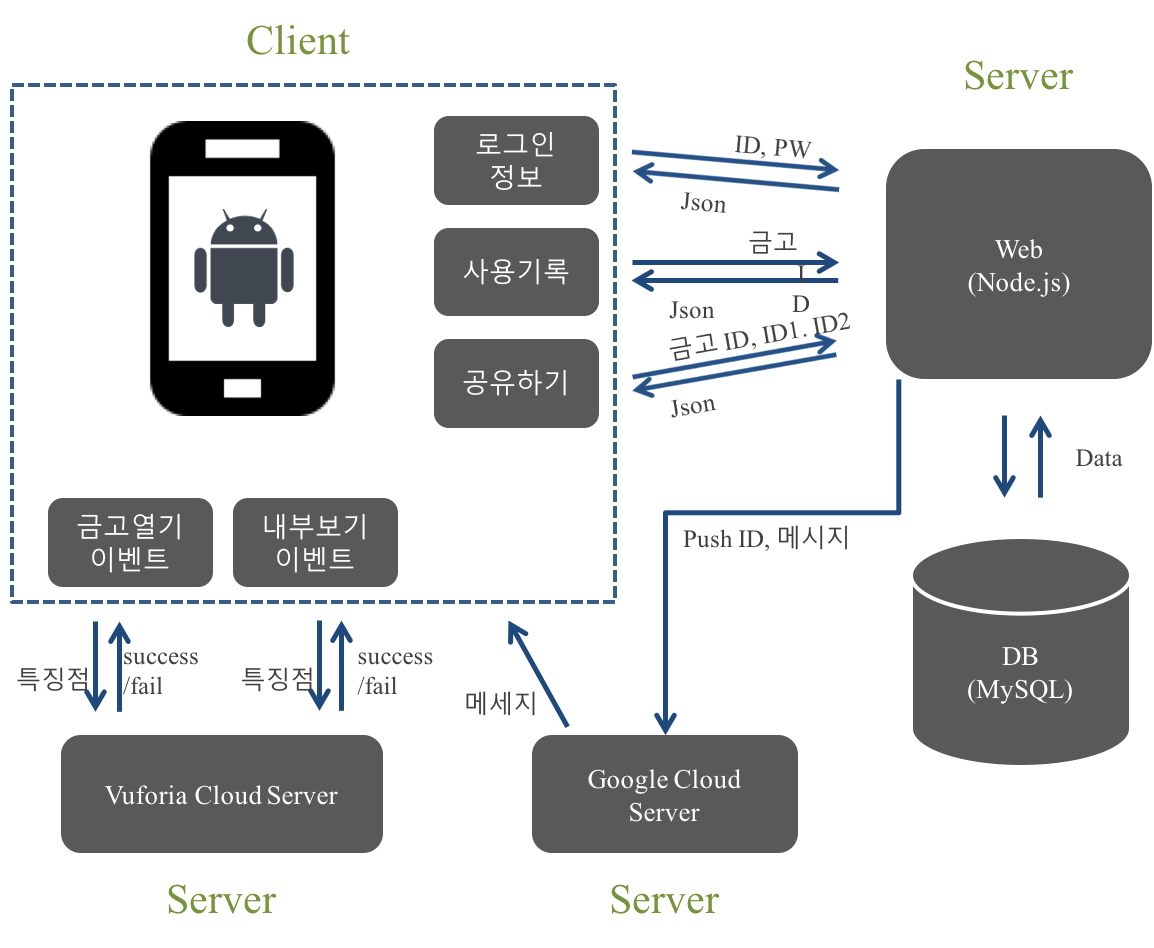 Client
Server
로그인
정보
ID, PW
Json
Web
(Node.js)
사용기록
금고
I
D
Json
공유하기
금고 ID, ID1. ID2
Json
Data
금고열기
이벤트
내부보기
이벤트
Push ID, 메시지
특징점
success
/fail
특징점
success
/fail
메세지
DB
(MySQL)
Vuforia Cloud Server
Google Cloud
Server
Server
Server